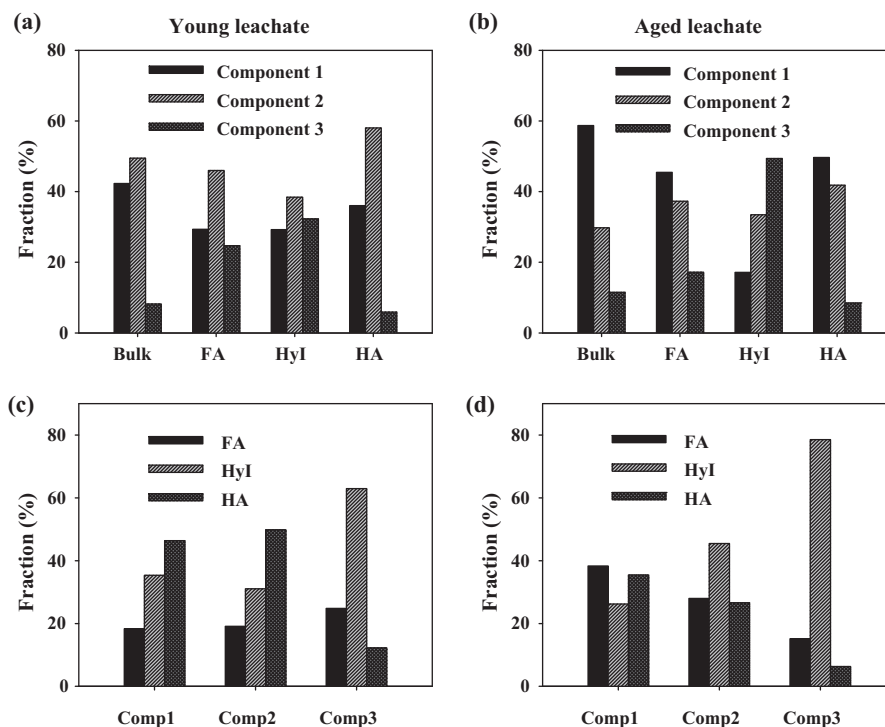 (a)
Young leachate
80
60
40
20
0
Fraction (%)
Component 1
Component 2
Component 3
Bulk FA HyI HA
(b)
Aged leachate
80
60
40
20
0
Fraction (%)
Component 1
Component 2
Component 3
Bulk FA HyI HA
(c)
80
60
40
20
0
Fraction (%)
FA
HyI
HA
Comp1 Comp2 Comp3
(d)
80
60
40
20
0
Fraction (%)
FA
HyI
HA
Comp1 Comp2 Comp3